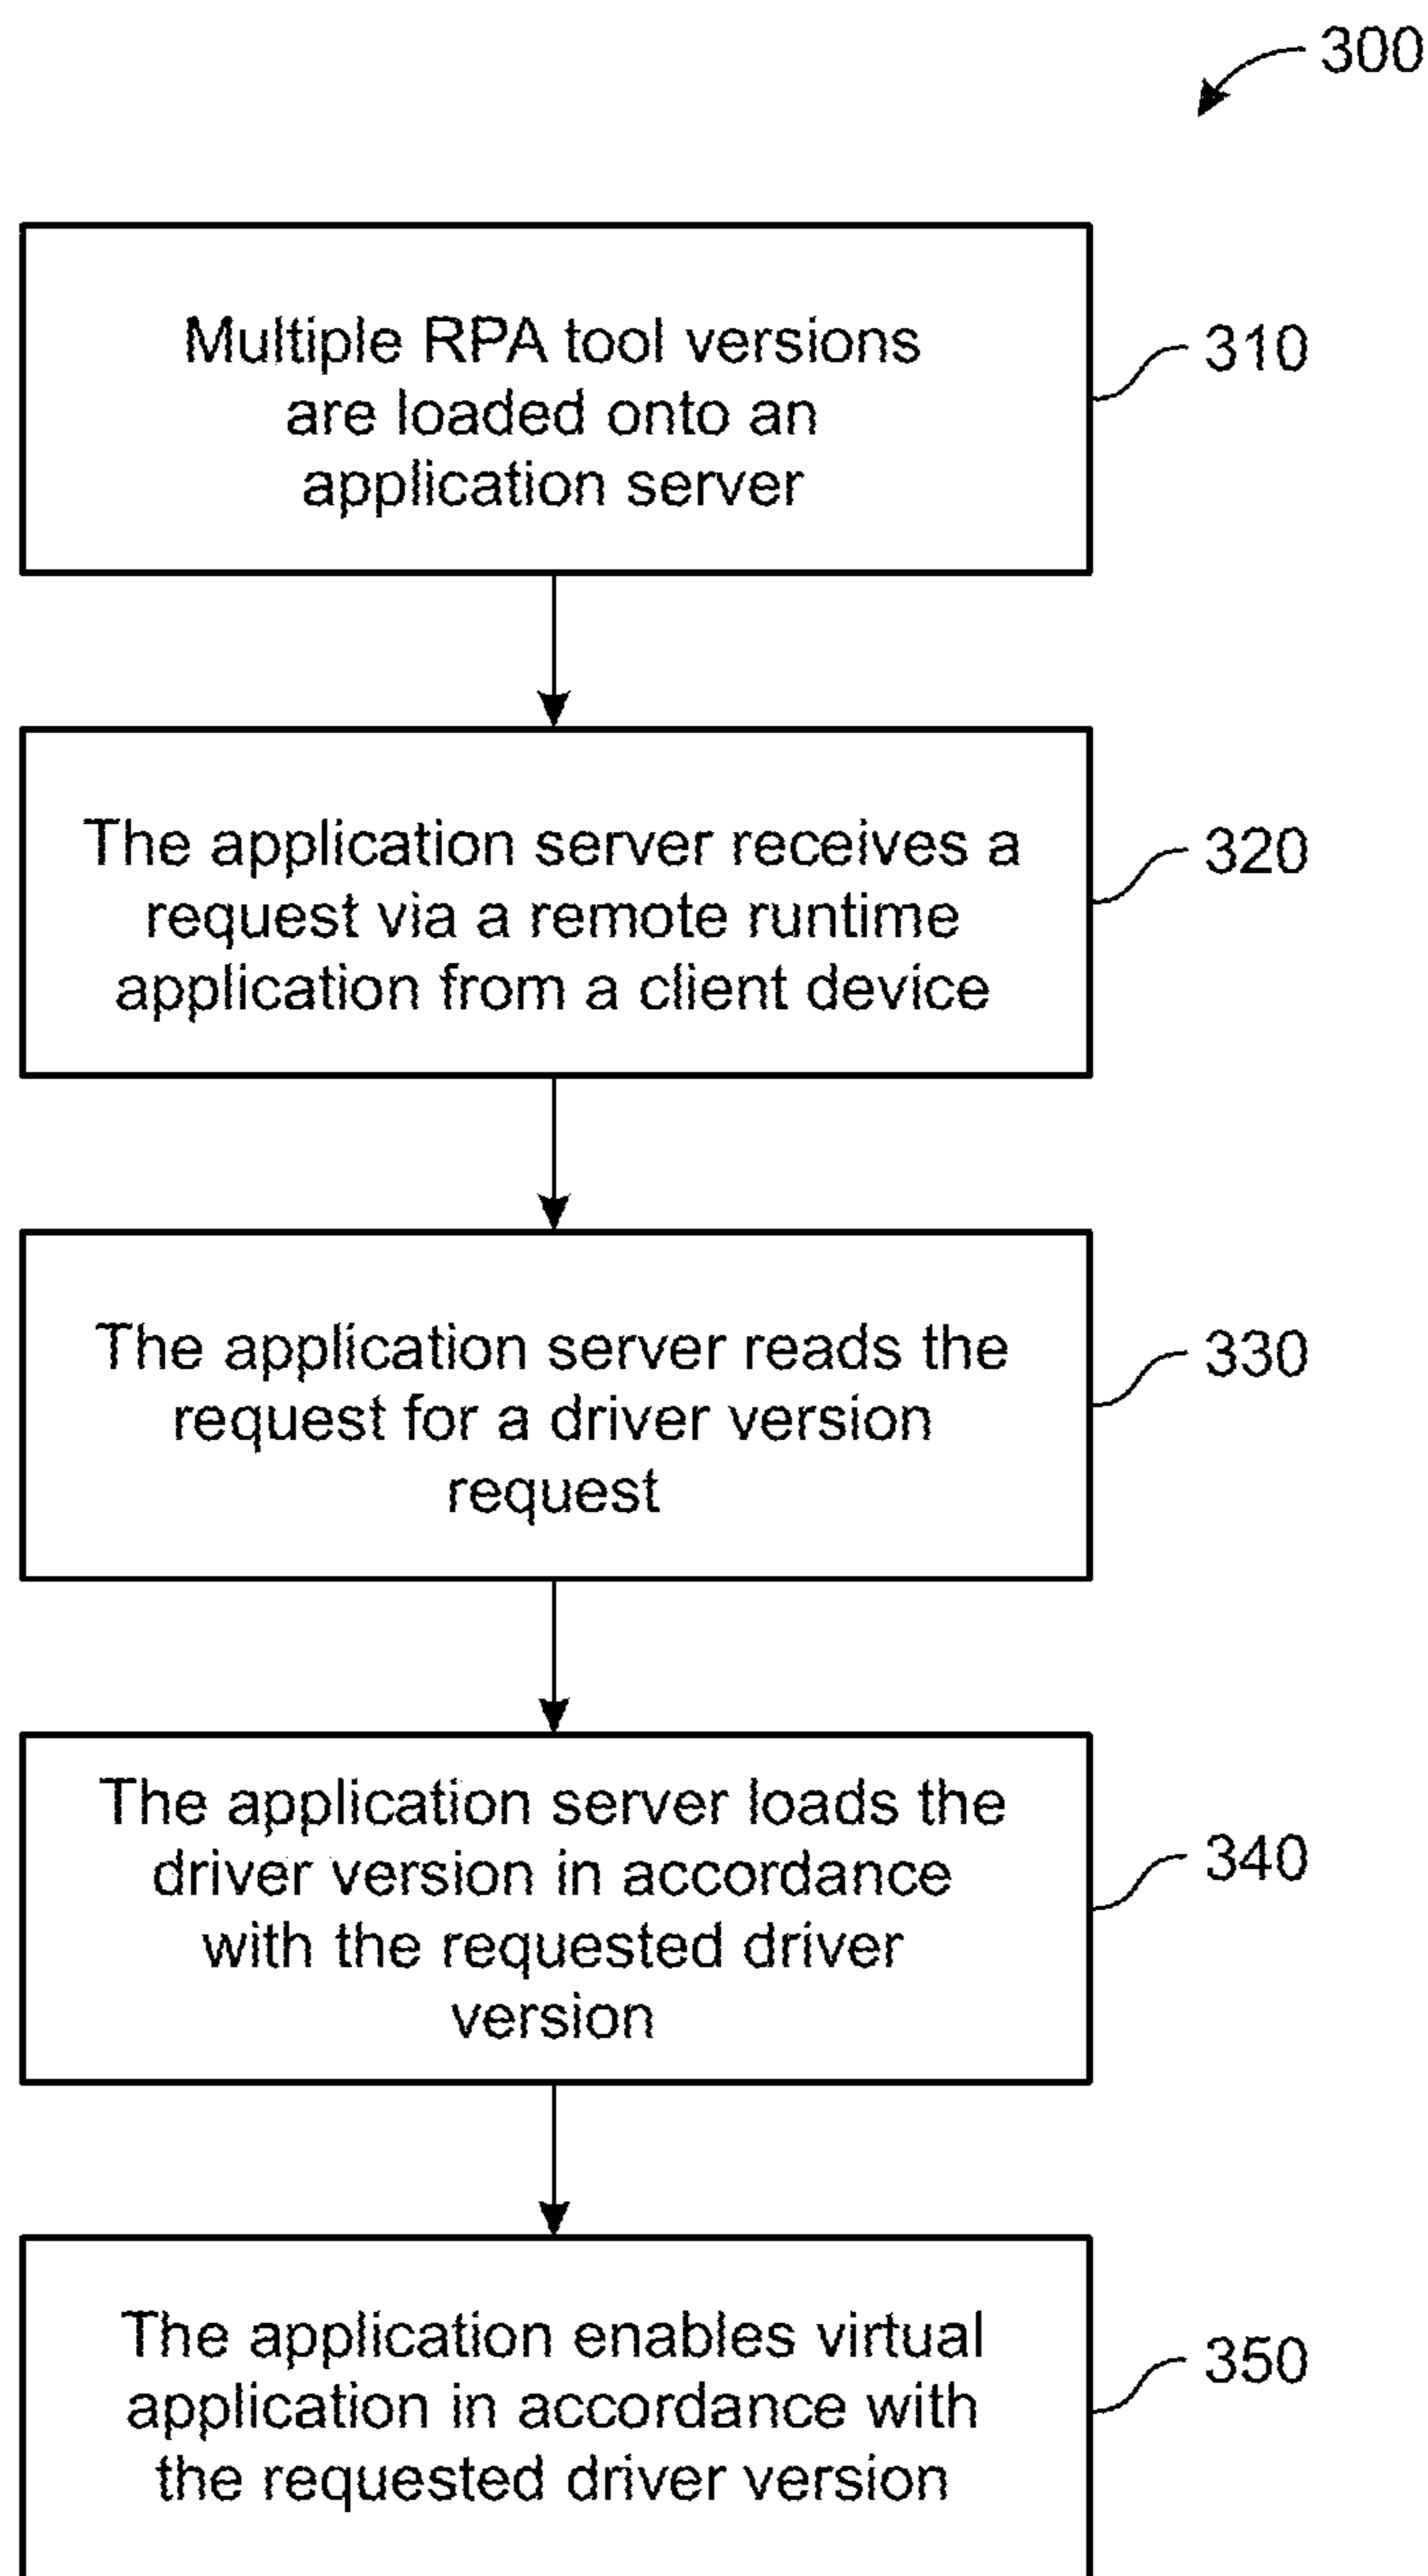 300
Multiple RPA tool versions
are loaded onto an
application server
310
The application server receives a
request via a remote runtime
application from a client device
320
The application server reads the
request for a driver version
request
330
The application server loads the
driver version in accordance
with the requested driver
version
340
The application enables virtual
application in accordance with
the requested driver version
350